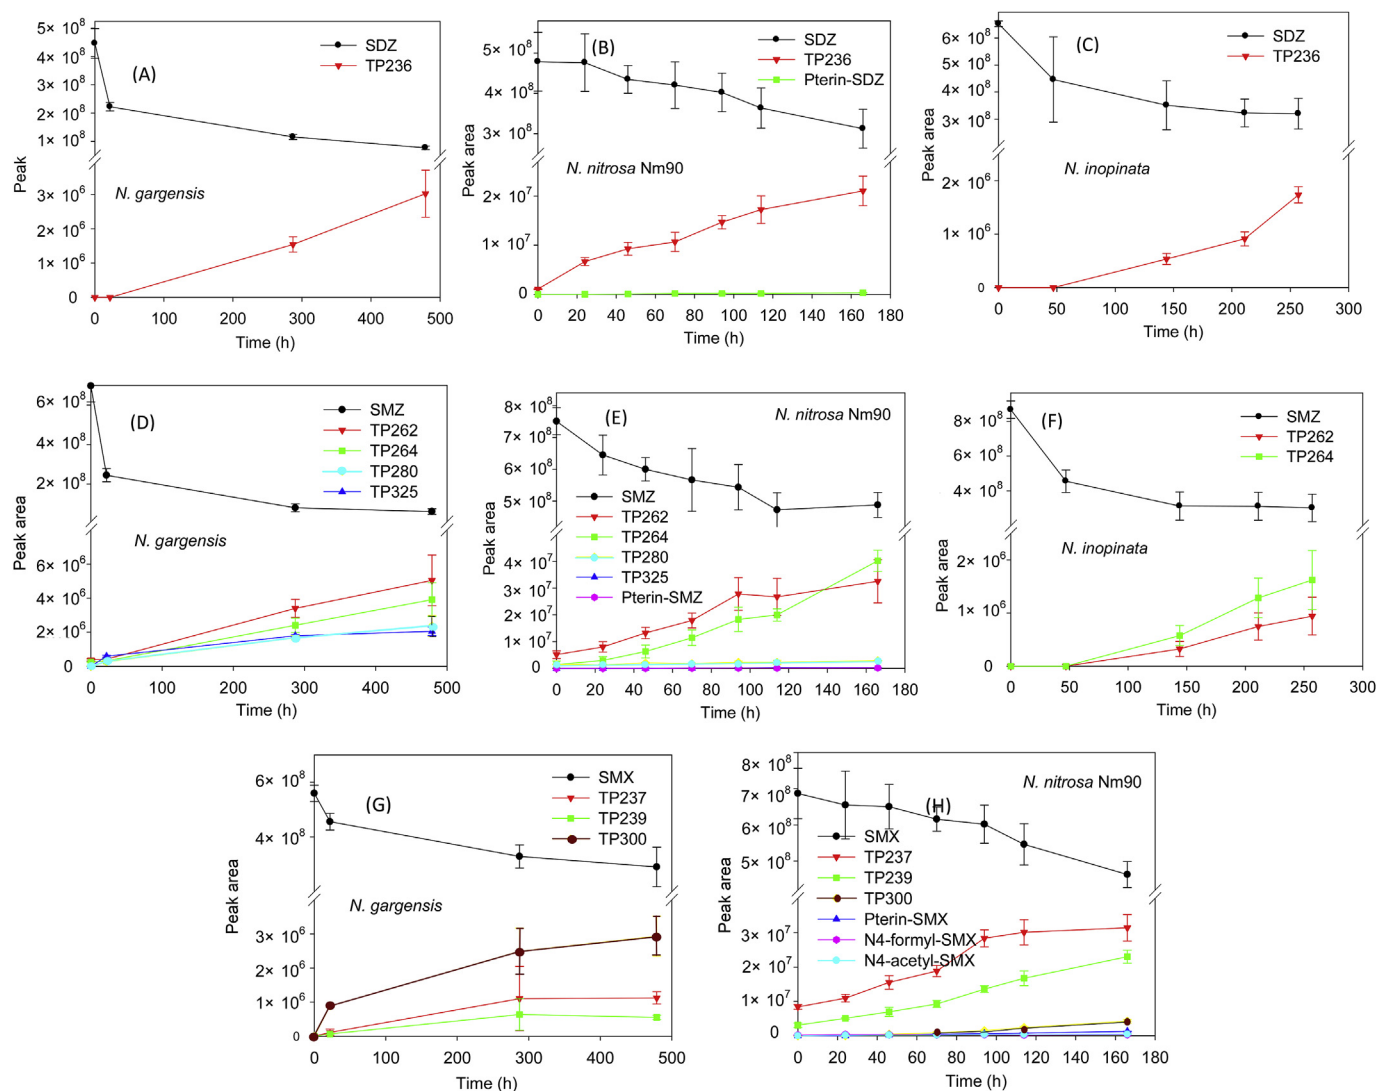 (A)
SDZ
TP236
5× 10⁸
4× 10⁸
3× 10⁸
2× 10⁸
1× 10⁸
3× 10⁶
2× 10⁶
1× 10⁶
0
Peak
N. gargensis
0 100 200 300 400 500
Time (h)
(B)
SDZ
TP236
Pterin-SDZ
5× 10⁸
4× 10⁸
3× 10⁸
2× 10⁷
1× 10⁷
0
Peak area
N. nitrosa Nm90
0 20 40 60 80 100 120 140 160 180
Time (h)
(C)
SDZ
TP236
6× 10⁸
5× 10⁸
4× 10⁸
3× 10⁸
2× 10⁶
1× 10⁶
0
Peak area
N. inopinata
0 50 100 150 200 250 300
Time (h)
(D)
SMZ
TP262
TP264
TP280
TP325
6× 10⁸
4× 10⁸
2× 10⁸
6× 10⁶
4× 10⁶
2× 10⁶
0
Peak area
N. gargensis
0 100 200 300 400 500
Time (h)
(E)
N. nitrosa Nm90
SMZ
TP262
TP264
TP280
TP325
Pterin-SMZ
8× 10⁸
7× 10⁸
6× 10⁸
5× 10⁸
4× 10⁷
3× 10⁷
2× 10⁷
1× 10⁷
0
Peak area
0 20 40 60 80 100 120 140 160 180
Time (h)
(F)
SMZ
TP262
TP264
8× 10⁸
6× 10⁸
4× 10⁸
2× 10⁶
1× 10⁶
0
Peak area
N. inopinata
0 50 100 150 200 250 300
Time (h)
(G)
SMX
TP237
TP239
TP300
6× 10⁸
4× 10⁸
3× 10⁶
2× 10⁶
1× 10⁶
0
Peak area
N. gargensis
0 100 200 300 400 500
Time (h)
(H)
N. nitrosa Nm90
SMX
TP237
TP239
TP300
Pterin-SMX
N4-formyl-SMX
N4-acetyl-SMX
8× 10⁸
7× 10⁸
6× 10⁸
5× 10⁸
3× 10⁷
2× 10⁷
1× 10⁷
0
Peak area
0 20 40 60 80 100 120 140 160 180
Time (h)